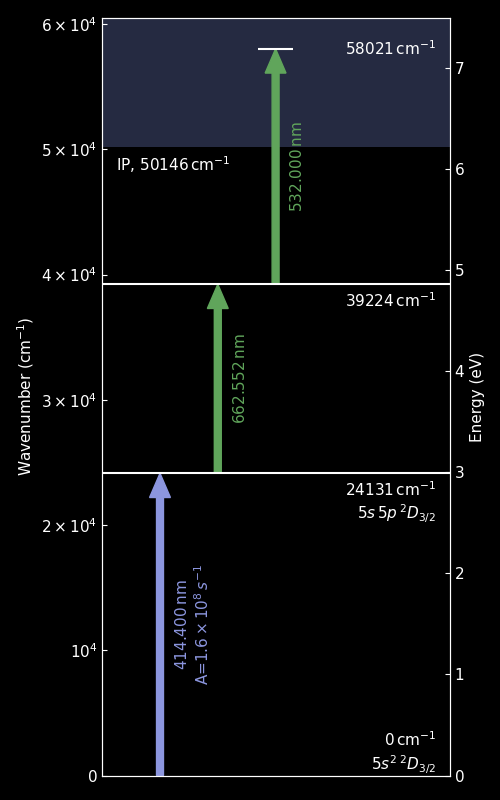 6 × 10⁴
58021 cm⁻¹
7
5 × 10⁴
IP, 50146 cm⁻¹
532.000 nm
6
4 × 10⁴
5
39224 cm⁻¹
662.552 nm
4
3 × 10⁴
Wavenumber (cm⁻¹)
Energy (eV)
3
24131 cm⁻¹
5s 5p ²D₃/₂
2 × 10⁴
2
414.400 nm
A=1.6 × 10⁸ s⁻¹
10⁴
1
0 cm⁻¹
5s² ²D₃/₂
0
0